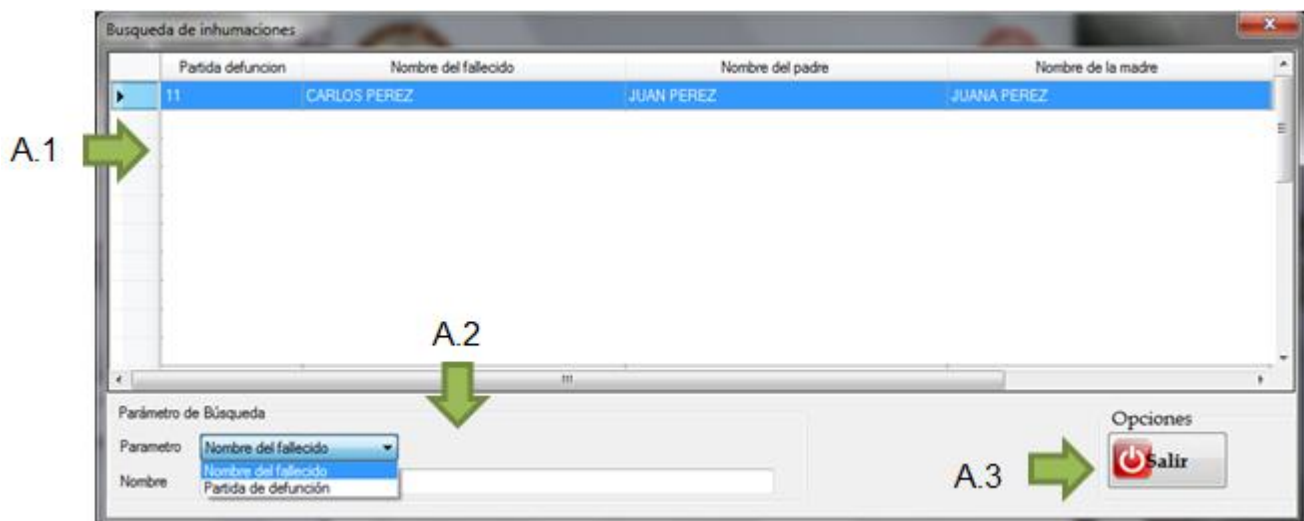 Busqueda de inhumaciones
x
Partida defuncion Nombre del fallecido Nombre del padre Nombre de la madre
11 CARLOS PEREZ JUAN PEREZ JUANA PEREZ
A.1
A.2
Parámetro de Búsqueda
Opciones
Parametro Nombre del fallecido
Salir
Nombre del fallecido
A.3
Nombre
Partida de defunción